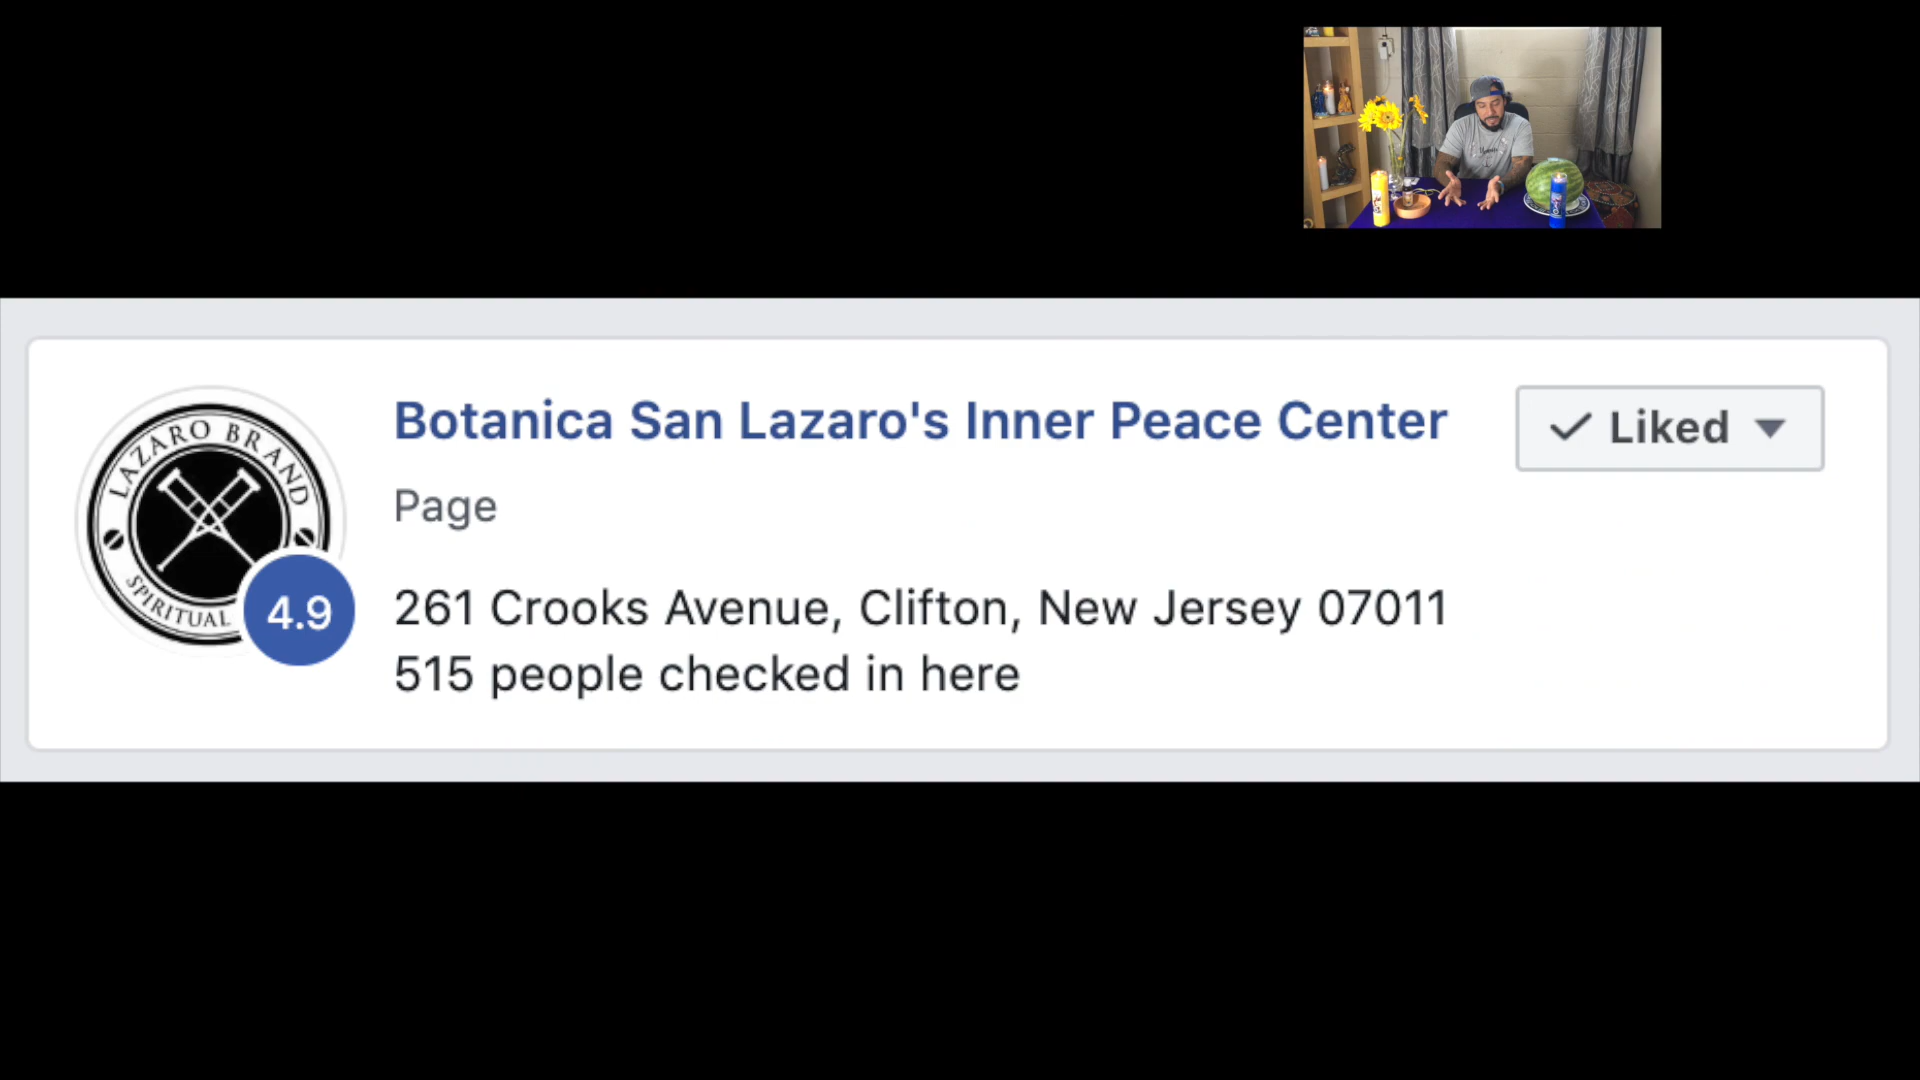 Botanica San Lazaro's Inner Peace Center
Liked
Page
261 Crooks Avenue, Clifton, New Jersey 07011
515 people checked in here
LAZARO BRAND
SPIRITUAL
4.9